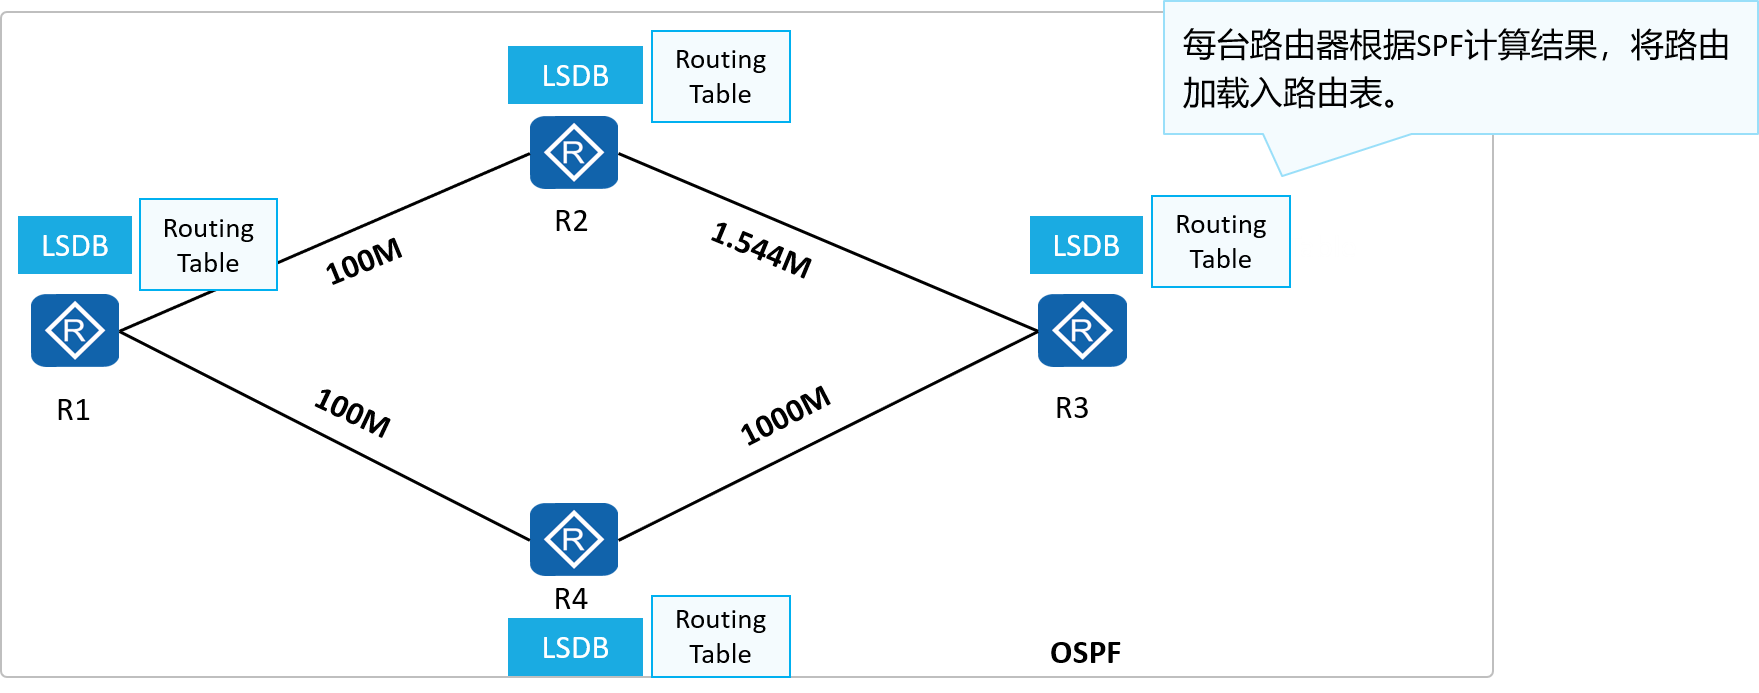 每台路由器根据SPF计算结果，将路由
加载入路由表。
LSDB
Routing
Table
R
R2
LSDB
Routing
Table
R
R1
100M
1.544M
LSDB
Routing
Table
R
R3
100M
1000M
R
R4
LSDB
Routing
Table
OSPF